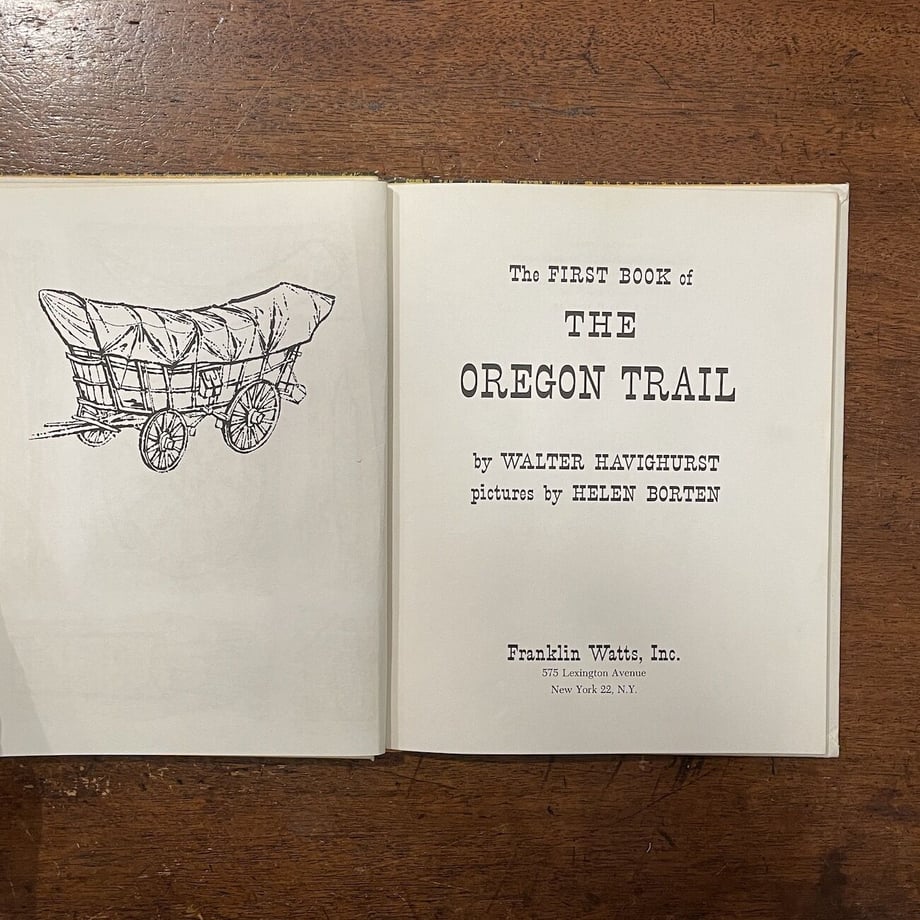 The FIRST BOOK of
THE
OREGON TRAIL
by WALTER HAVIGHURST
pictures by HELEN BORTEN
Franklin Watts, Inc.
575 Lexington Avenue
New York 22, N.Y.